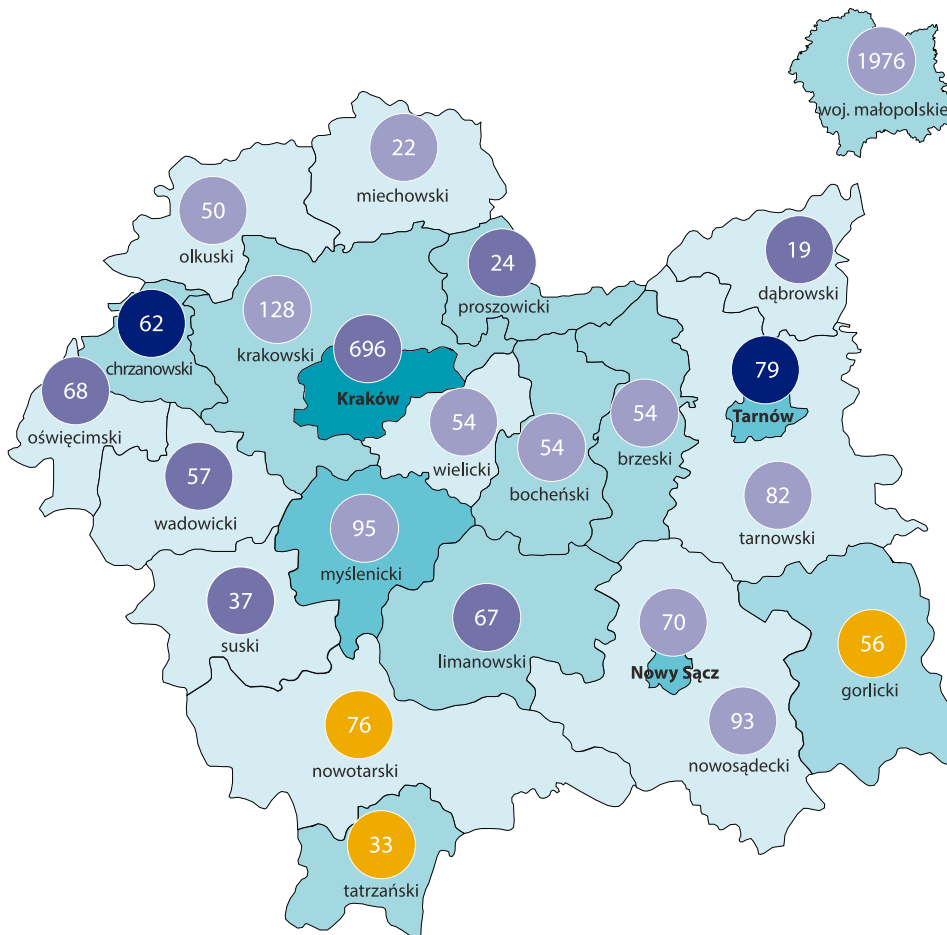 1976
woj. małopolskie
22
miechowski
50
olkuski
19
dąbrowski
24
proszowicki
128
krakowski
62
chrzanowski
696
Kraków
79
Tarnów
68
oświęcimski
54
wielicki
54
bocheński
54
brzeski
57
wadowicki
82
tarnowski
95
myślenicki
37
suski
67
limanowski
70
Nowy Sącz
56
gorlicki
76
nowotarski
93
nowosądecki
33
tatrzański